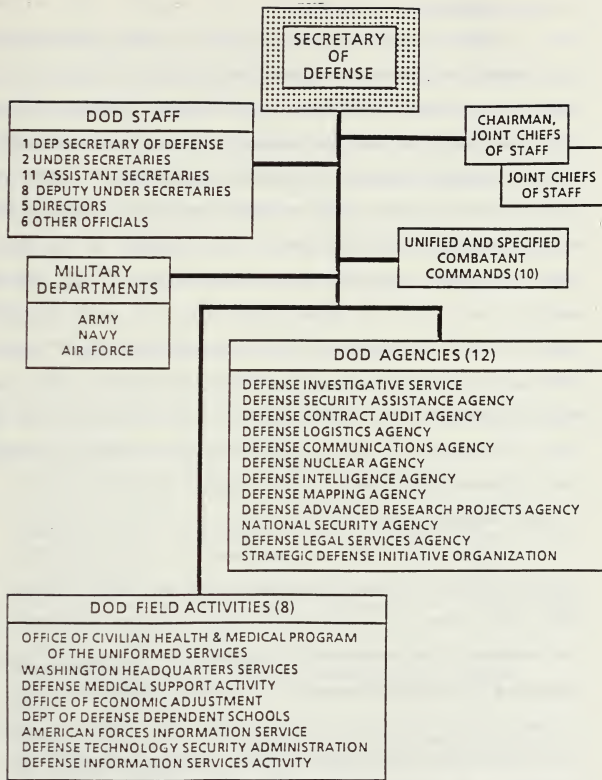 SECRETARY
OF
DEFENSE
DOD STAFF
1 DEP SECRETARY OF DEFENSE
2 UNDER SECRETARIES
11 ASSISTANT SECRETARIES
8 DEPUTY UNDER SECRETARIES
5 DIRECTORS
6 OTHER OFFICIALS
CHAIRMAN,
JOINT CHIEFS
OF STAFF
JOINT CHIEFS
OF STAFF
UNIFIED AND SPECIFIED
COMBATANT
COMMANDS (10)
MILITARY
DEPARTMENTS
ARMY
NAVY
AIR FORCE
DOD AGENCIES (12)
DEFENSE INVESTIGATIVE SERVICE
DEFENSE SECURITY ASSISTANCE AGENCY
DEFENSE CONTRACT AUDIT AGENCY
DEFENSE LOGISTICS AGENCY
DEFENSE COMMUNICATIONS AGENCY
DEFENSE NUCLEAR AGENCY
DEFENSE INTELLIGENCE AGENCY
DEFENSE MAPPING AGENCY
DEFENSE ADVANCED RESEARCH PROJECTS AGENCY
NATIONAL SECURITY AGENCY
DEFENSE LEGAL SERVICES AGENCY
STRATEGIC DEFENSE INITIATIVE ORGANIZATION
DOD FIELD ACTIVITIES (8)
OFFICE OF CIVILIAN HEALTH & MEDICAL PROGRAM
OF THE UNIFORMED SERVICES
WASHINGTON HEADQUARTERS SERVICES
DEFENSE MEDICAL SUPPORT ACTIVITY
OFFICE OF ECONOMIC ADJUSTMENT
DEPT OF DEFENSE DEPENDENT SCHOOLS
AMERICAN FORCES INFORMATION SERVICE
DEFENSE TECHNOLOGY SECURITY ADMINISTRATION
DEFENSE INFORMATION SERVICES ACTIVITY